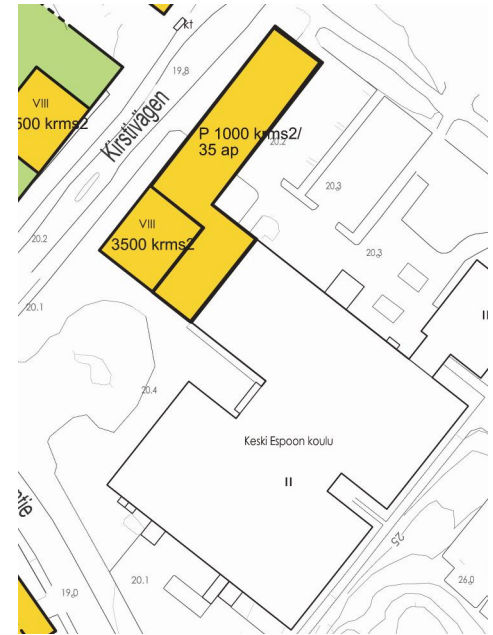 kt
19.8
VIII
500 krms2
Kirstivägen
P 1000 krms2/
35 ap
20.2
20.3
20.2
VIII
3500 krms2
20.3
20.1
II
20.4
Keski Espoon koulu
II
tie
25
19.0
20.1
26.0